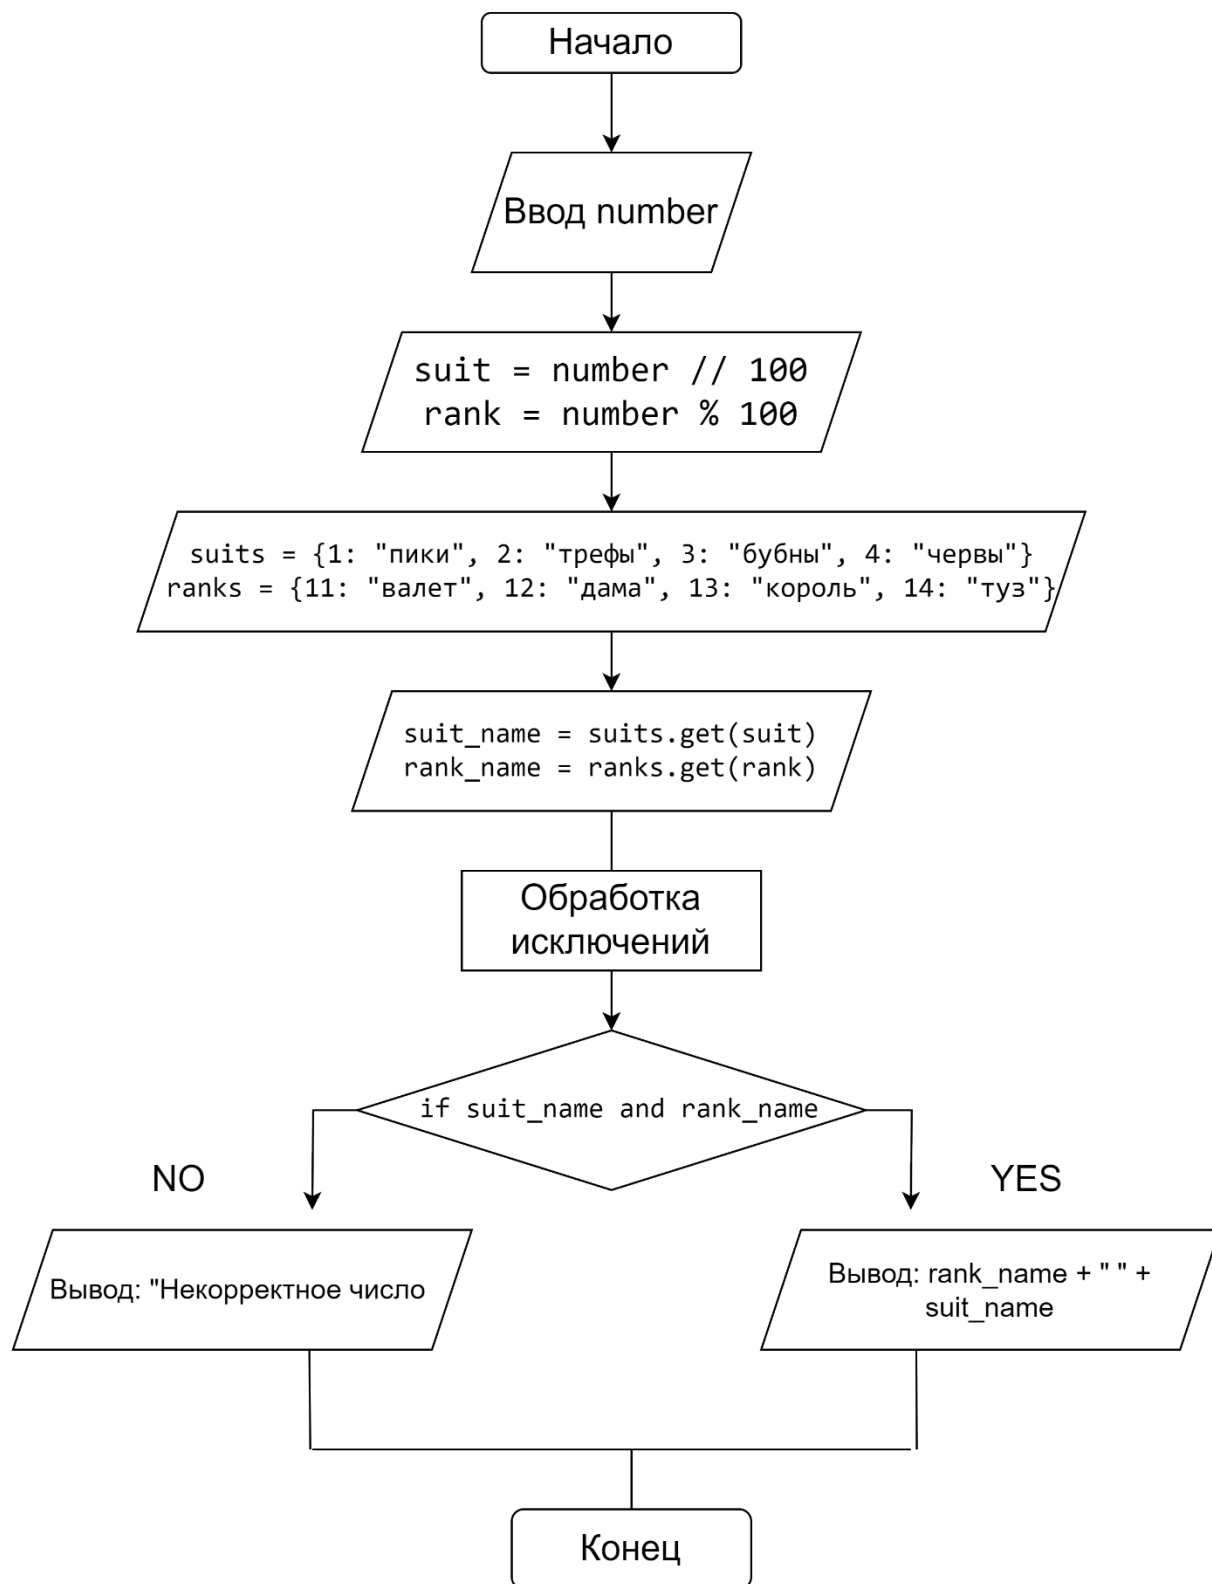 Начало
Ввод number
suit = number // 100
rank = number % 100
suits = {1: "пики", 2: "трефы", 3: "бубны", 4: "червы"}
ranks = {11: "валет", 12: "дама", 13: "король", 14: "туз"}
suit_name = suits.get(suit)
rank_name = ranks.get(rank)
Обработка
исключений
if suit_name and rank_name
NO
YES
Вывод: "Некорректное число
Вывод: rank_name + " " +
suit_name
Конец